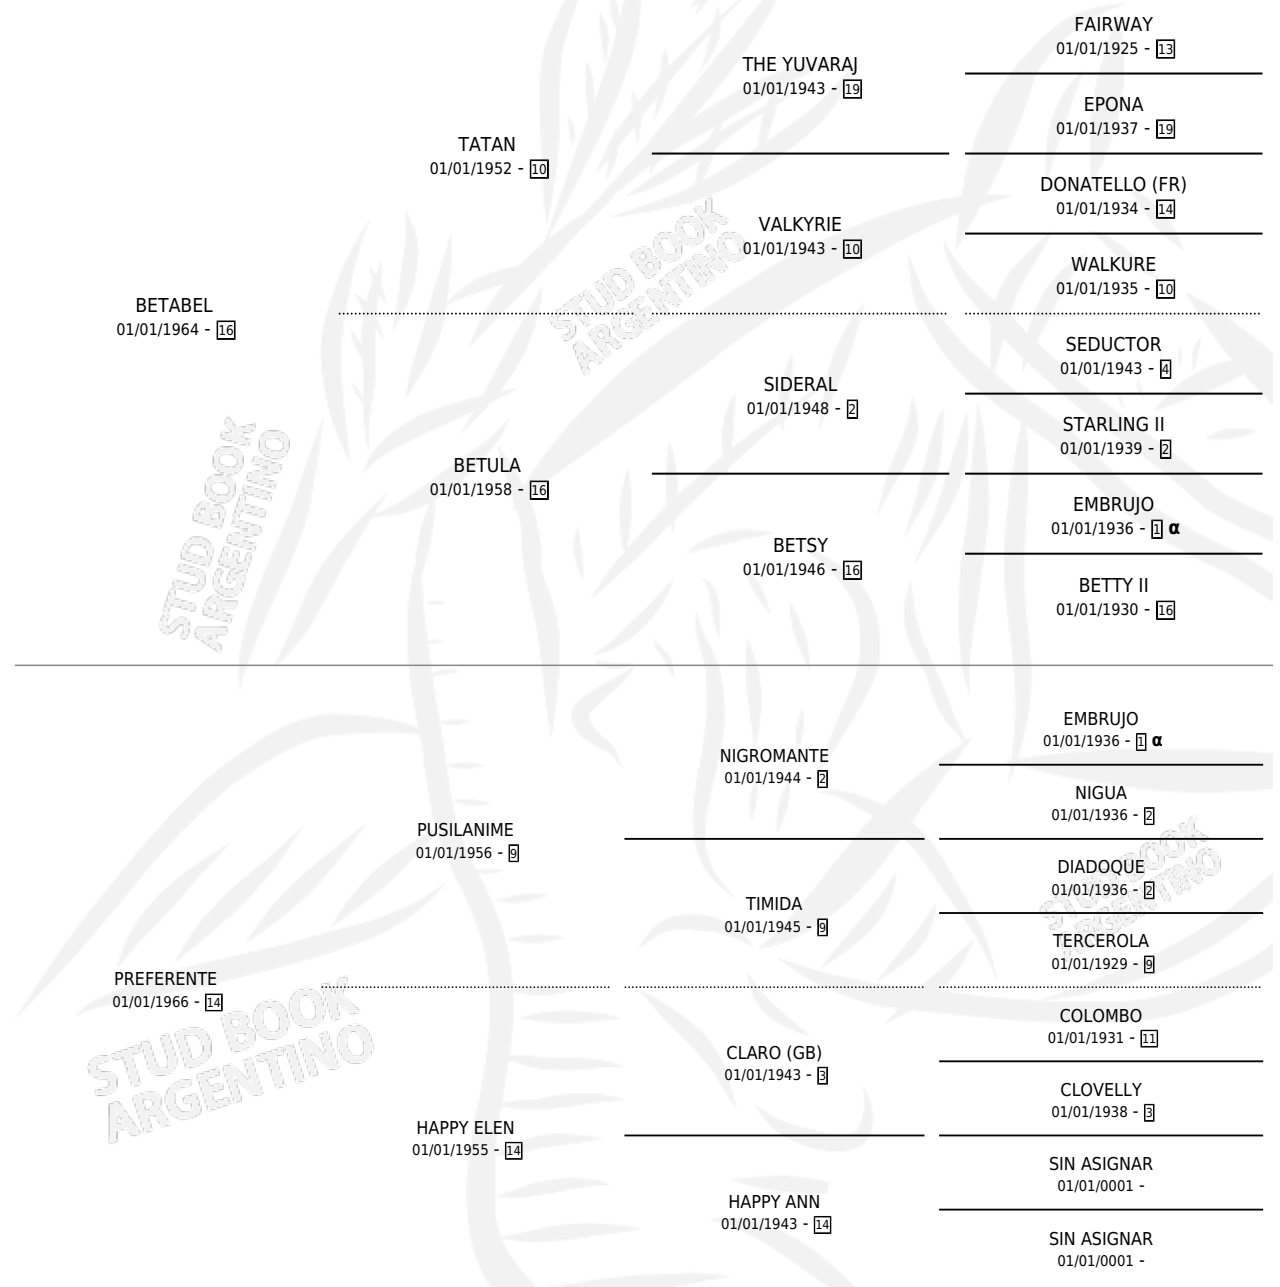 FAIRWAY
01/01/1925 - 13
THE YUVARAJ
01/01/1943 - 19
EPONA
01/01/1937 - 19
TATAN
01/01/1952 - 10
DONATELLO (FR)
01/01/1934 - 14
VALKYRIE
01/01/1943 - 10
WALKURE
01/01/1935 - 10
BETABEL
01/01/1964 - 16
SEDUCTOR
01/01/1943 - 4
SIDERAL
01/01/1948 - 2
STARLING II
01/01/1939 - 2
BETULA
01/01/1958 - 16
EMBRUJO
01/01/1936 - 1 α
BETSY
01/01/1946 - 16
BETTY II
01/01/1930 - 16
STUD BOOK
ARGENTINO
STUD BOOK
ARGENTINO
EMBRUJO
01/01/1936 - 1 α
NIGROMANTE
01/01/1944 - 2
NIGUA
01/01/1936 - 2
PUSILANIME
01/01/1956 - 9
DIADOQUE
01/01/1936 - 2
TIMIDA
01/01/1945 - 9
TERCEROLA
01/01/1929 - 9
PREFERENTE
01/01/1966 - 14
COLOMBO
01/01/1931 - 11
CLARO (GB)
01/01/1943 - 3
CLOVELLY
01/01/1938 - 3
HAPPY ELEN
01/01/1955 - 14
SIN ASIGNAR
01/01/0001 -
HAPPY ANN
01/01/1943 - 14
SIN ASIGNAR
01/01/0001 -
STUD BOOK
ARGENTINO
STUD BOOK
ARGENTINO